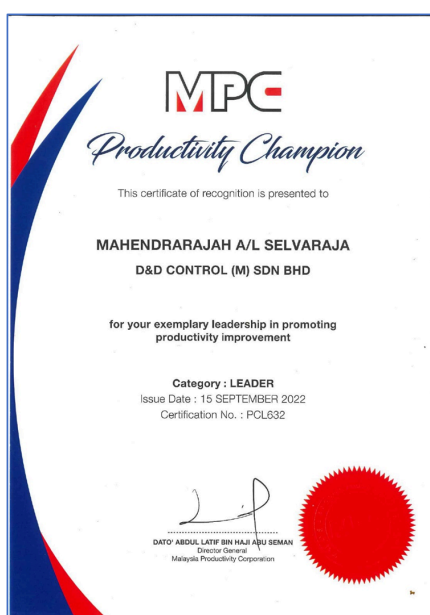 MPC
Productivity Champion
This certificate of recognition is presented to
MAHENDRARAJAH A/L SELVARAJA
D&D CONTROL (M) SDN BHD
for your exemplary leadership in promoting
productivity improvement
Category : LEADER
Issue Date : 15 SEPTEMBER 2022
Certification No. : PCL632
DATO' ABDUL LATIF BIN HAJI ABU SEMAN
Director General
Malaysia Productivity Corporation